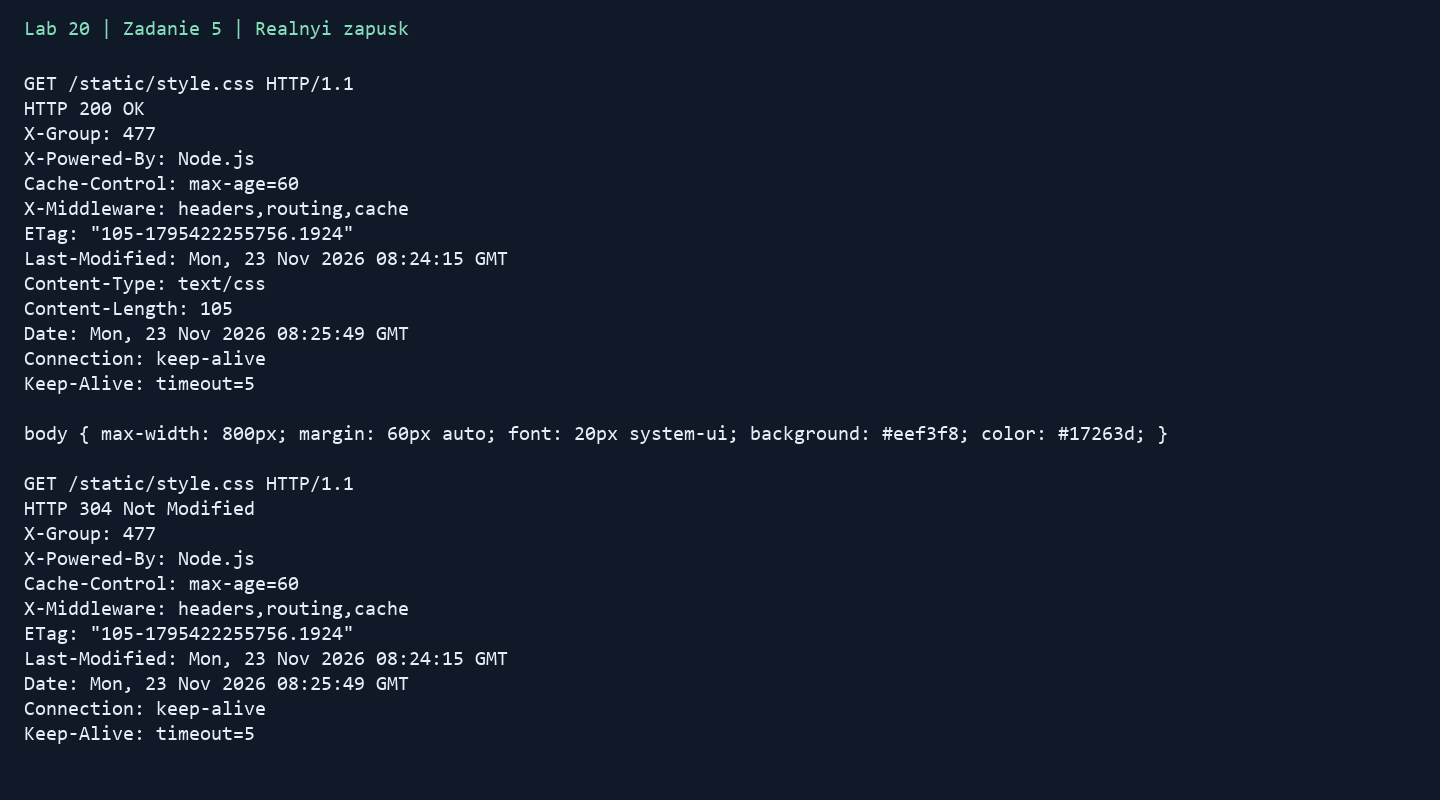 Lab 20 | Zadanie 5 | Realnyi zapusk
GET /static/style.css HTTP/1.1
HTTP 200 OK
X-Group: 477
X-Powered-By: Node.js
Cache-Control: max-age=60
X-Middleware: headers,routing,cache
ETag: "105-1795422255756.1924"
Last-Modified: Mon, 23 Nov 2026 08:24:15 GMT
Content-Type: text/css
Content-Length: 105
Date: Mon, 23 Nov 2026 08:25:49 GMT
Connection: keep-alive
Keep-Alive: timeout=5
body { max-width: 800px; margin: 60px auto; font: 20px system-ui; background: #eef3f8; color: #17263d; }
GET /static/style.css HTTP/1.1
HTTP 304 Not Modified
X-Group: 477
X-Powered-By: Node.js
Cache-Control: max-age=60
X-Middleware: headers,routing,cache
ETag: "105-1795422255756.1924"
Last-Modified: Mon, 23 Nov 2026 08:24:15 GMT
Date: Mon, 23 Nov 2026 08:25:49 GMT
Connection: keep-alive
Keep-Alive: timeout=5